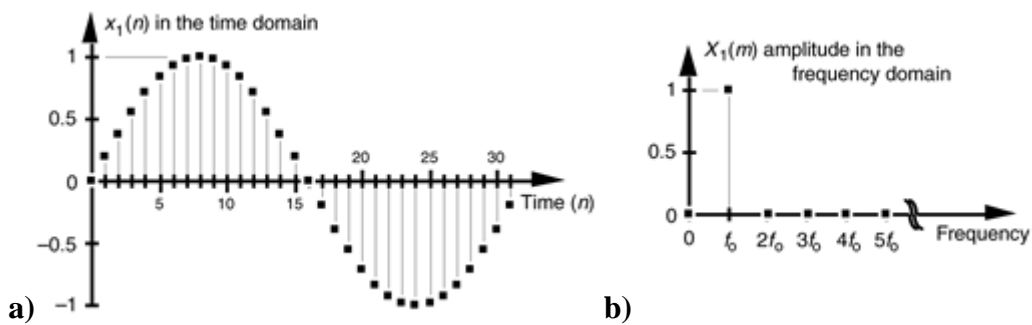 x₁(n) in the time domain
1
0.5
0
−0.5
−1
5
10
15
20
25
30
Time (n)
a)
X₁(m) amplitude in the
frequency domain
1
0.5
0
0
fₒ
2fₒ
3fₒ
4fₒ
5fₒ
Frequency
b)